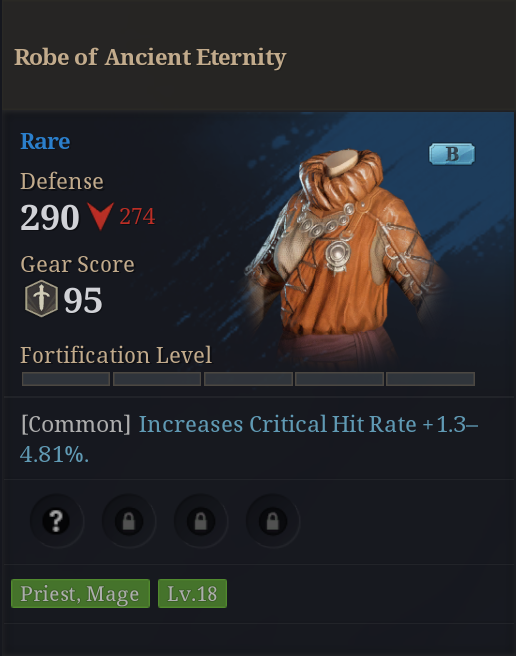 Robe of Ancient Eternity
Rare
B
Defense
290 274
Gear Score
95
Fortification Level
[Common] Increases Critical Hit Rate +1.3–
4.81%.
?
Priest, Mage Lv.18